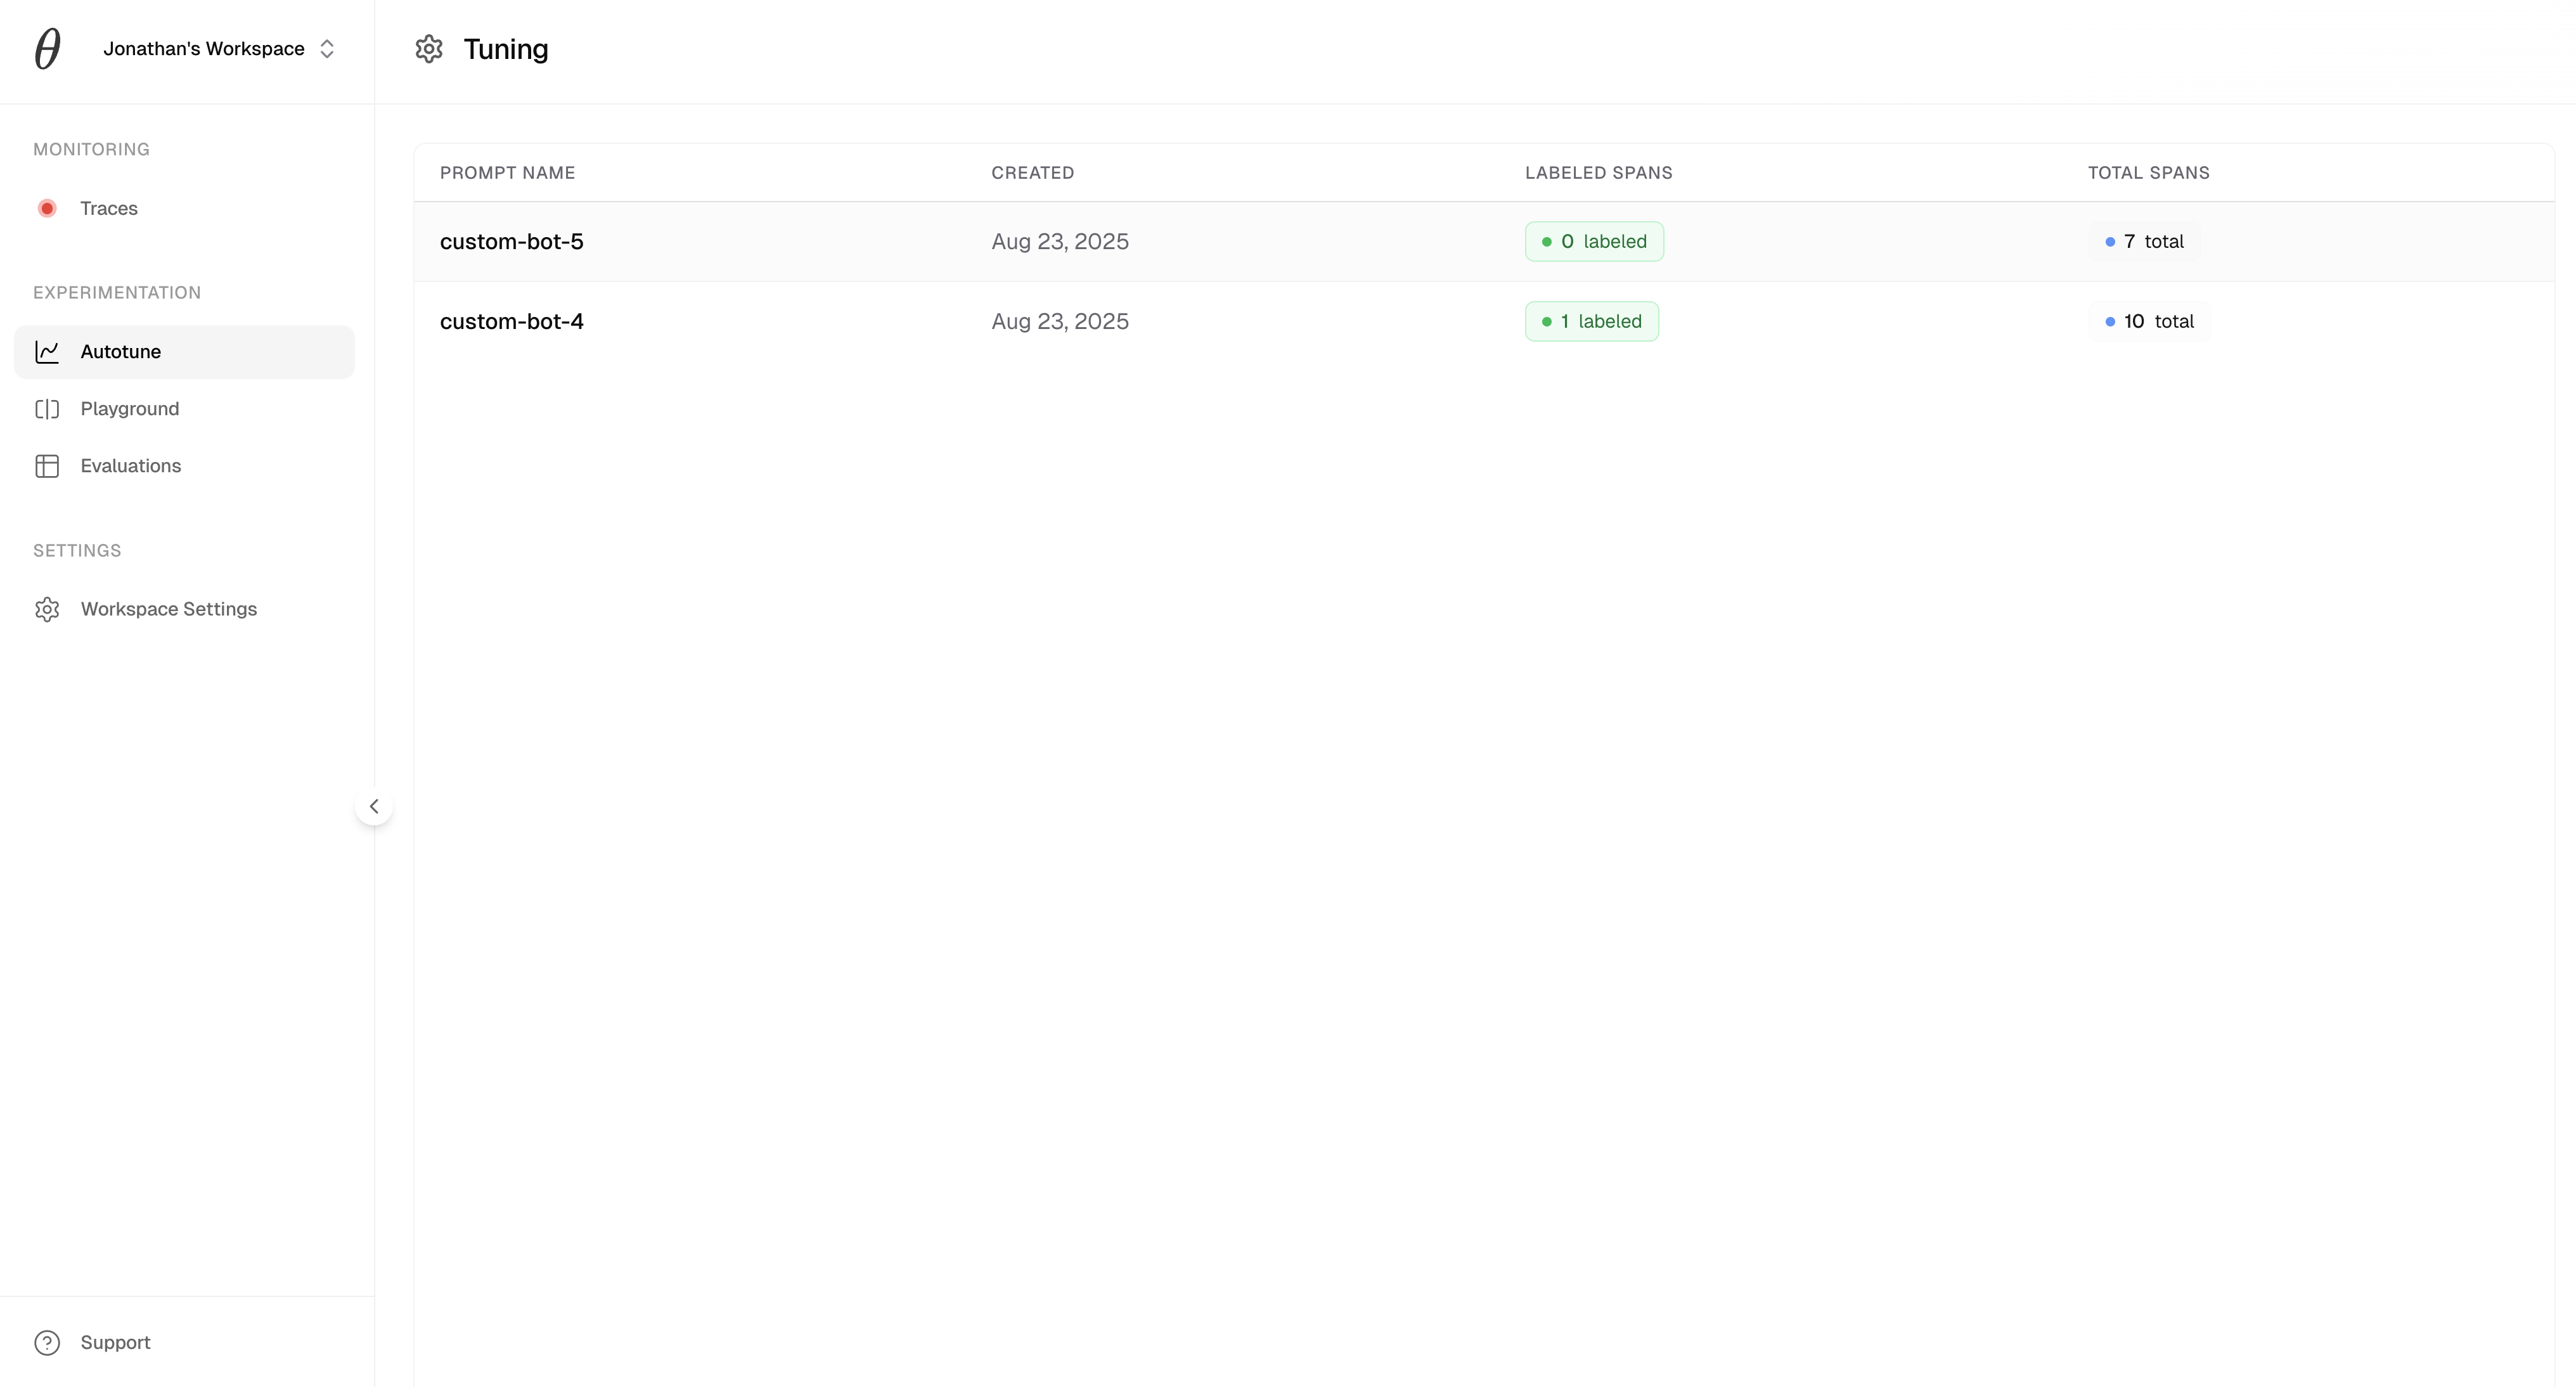 θ Jonathan's Workspace
Tuning
MONITORING
Traces
EXPERIMENTATION
Autotune
Playground
Evaluations
SETTINGS
Workspace Settings
Support
PROMPT NAME CREATED LABELED SPANS TOTAL SPANS
custom-bot-5 Aug 23, 2025 0 labeled 7 total
custom-bot-4 Aug 23, 2025 1 labeled 10 total